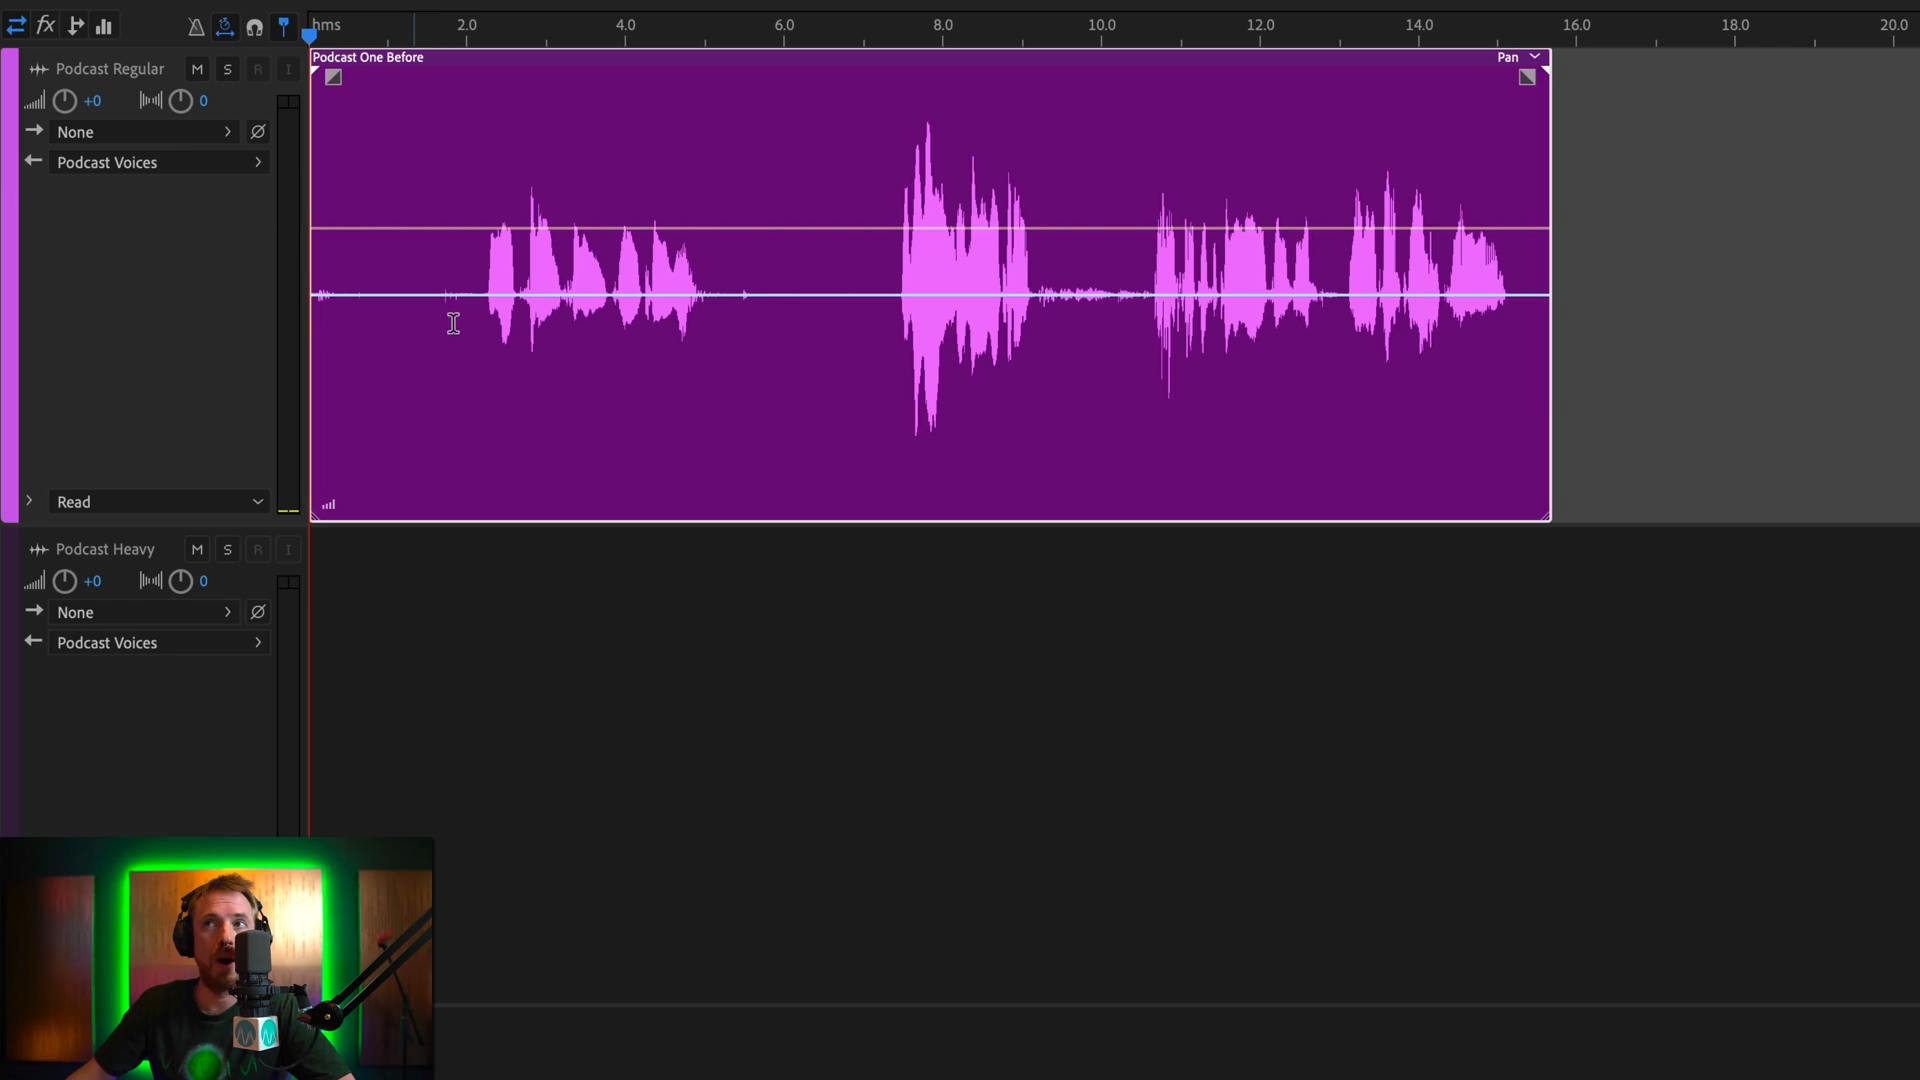 fx
hms 2.0 4.0 6.0 8.0 10.0 12.0 14.0 16.0 18.0 20.0
Podcast One Before Pan
Podcast Regular M S R I
+0 0
None
Podcast Voices
Read
Podcast Heavy M S R I
+0 0
None
Podcast Voices